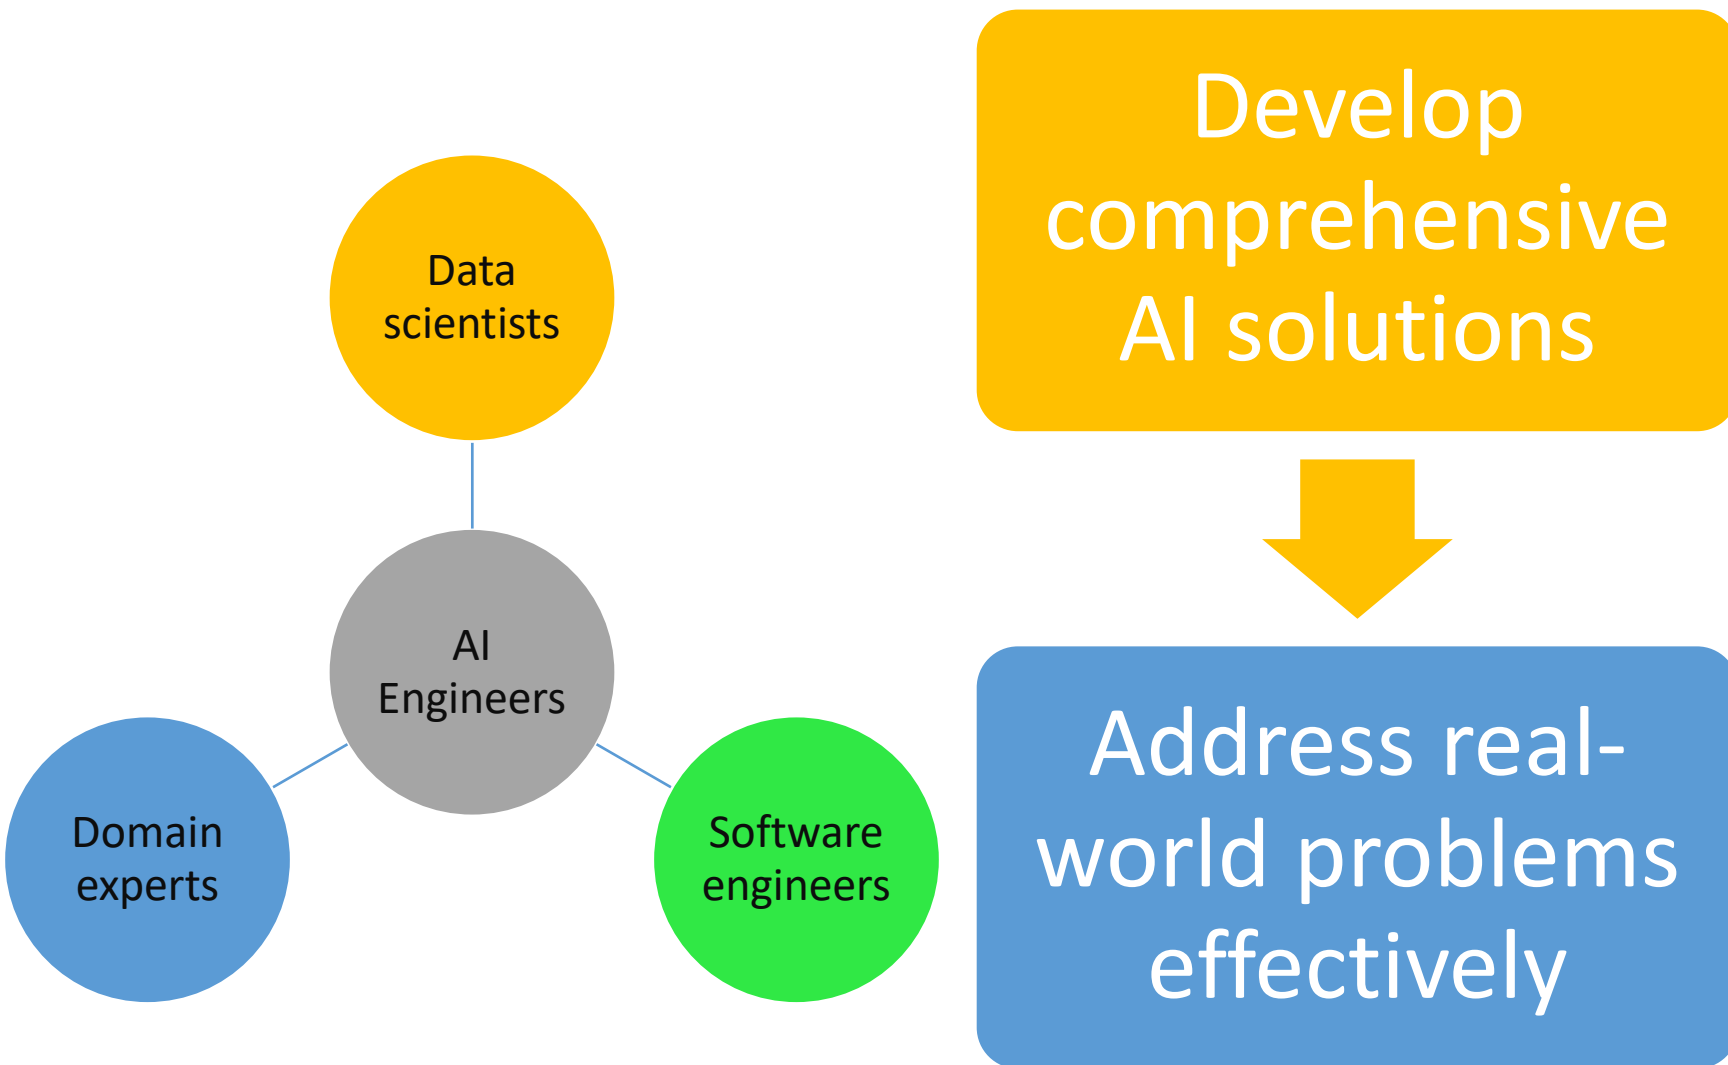 Data
scientists
AI
Engineers
Domain
experts
Software
engineers
Develop
comprehensive
AI solutions
Address real-
world problems
effectively